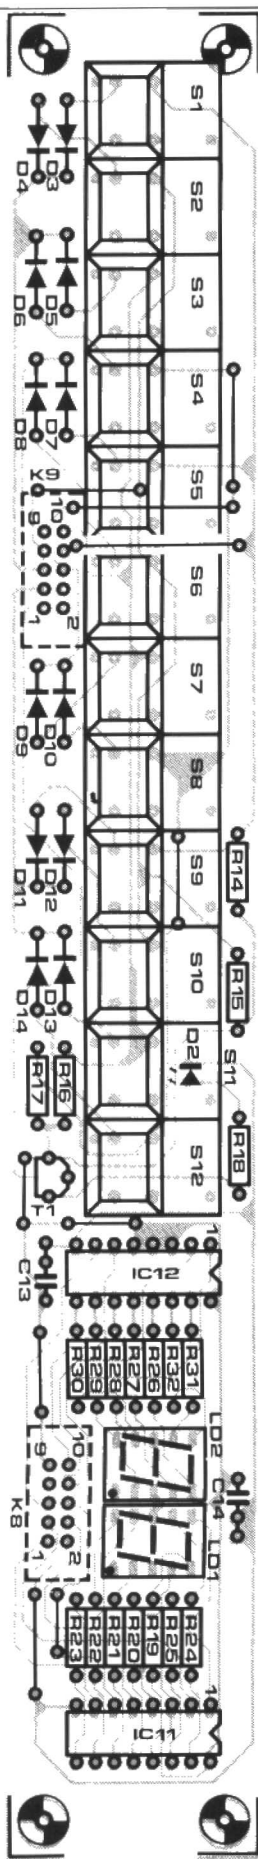 S1
D4 D3
S2
S3
D6 D5
S4
D8 D7
S5
K9
9 10
1 2
S6
S7
D9 D10
S8
S9
R14
D11 D12
S10
R15
D14 D13
D2
S11
R17 R16
S12
R18
T1
1
C13
IC12
R30 R29 R28 R27 R26 R32 R31
LD2
9 10
C14
K8
1 2
LD1
R23 R22 R21 R20 R19 R25 R24
1
IC11